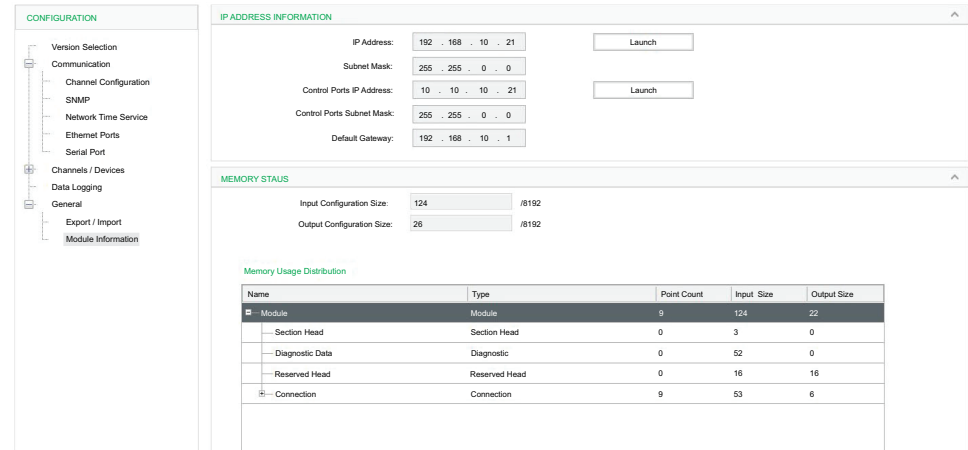 CONFIGURATION
Version Selection
Communication
Channel Configuration
SNMP
Network Time Service
Ethernet Ports
Serial Port
Channels / Devices
Data Logging
General
Export / Import
Module Information
IP ADDRESS INFORMATION
IP Address: 192 . 168 . 10 . 21 Launch
Subnet Mask: 255 . 255 . 0 . 0
Control Ports IP Address: 10 . 10 . 10 . 21 Launch
Control Ports Subnet Mask: 255 . 255 . 0 . 0
Default Gateway: 192 . 168 . 10 . 1
MEMORY STAUS
Input Configuration Size: 124 /8192
Output Configuration Size: 26 /8192
Memory Usage Distribution
Name Type Point Count Input Size Output Size
Module Module 9 124 22
Section Head Section Head 0 3 0
Diagnostic Data Diagnostic 0 52 0
Reserved Head Reserved Head 0 16 16
Connection Connection 9 53 6